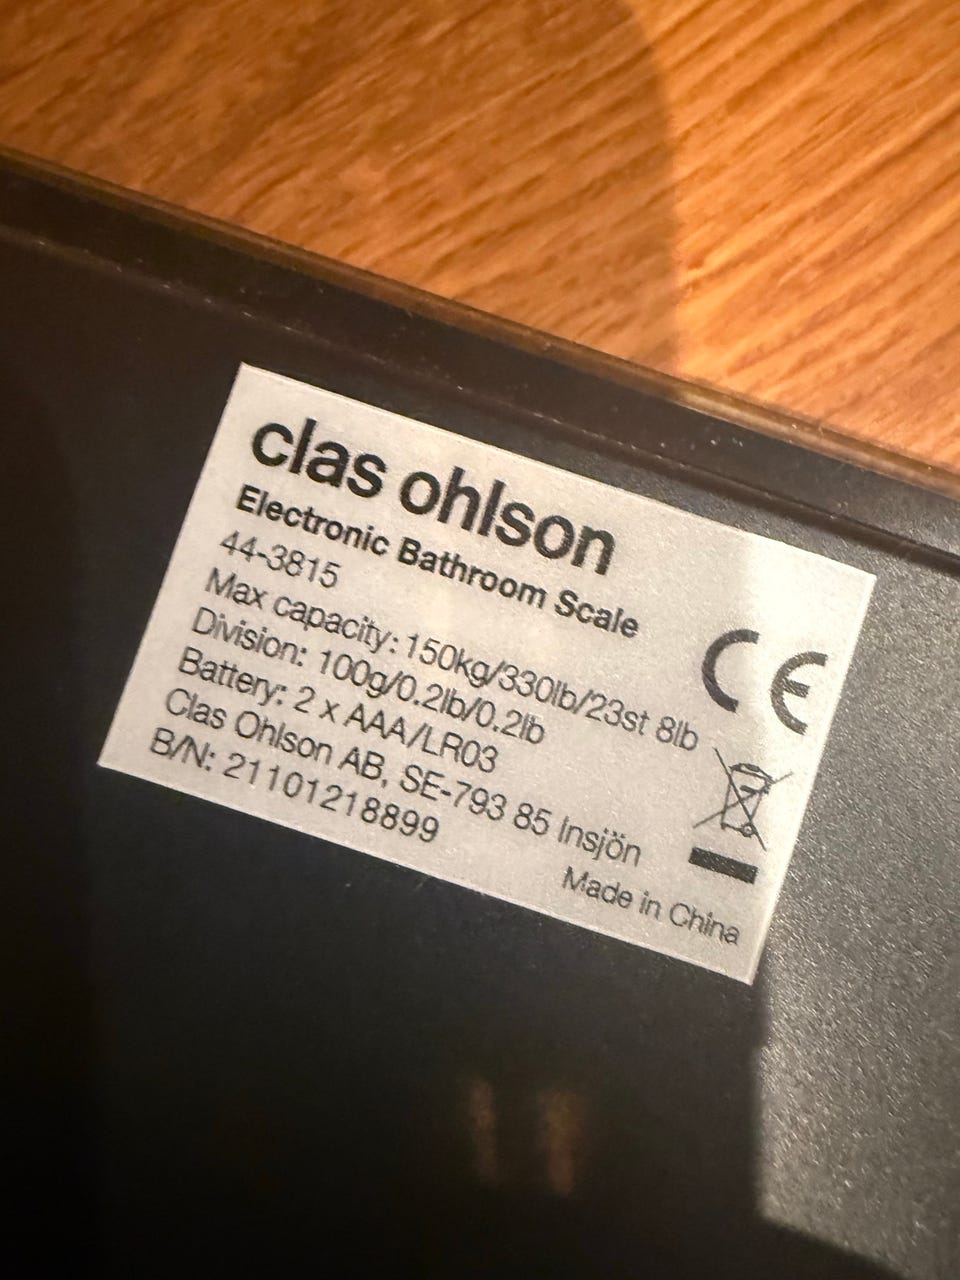 clas ohlson
Electronic Bathroom Scale
44-3815
Max capacity: 150kg/330lb/23st 8lb
Division: 100g/0.2lb/0.2lb
Battery: 2 x AAA/LR03
Clas Ohlson AB, SE-793 85 Insjön
B/N: 21101218899
Made in China
CE